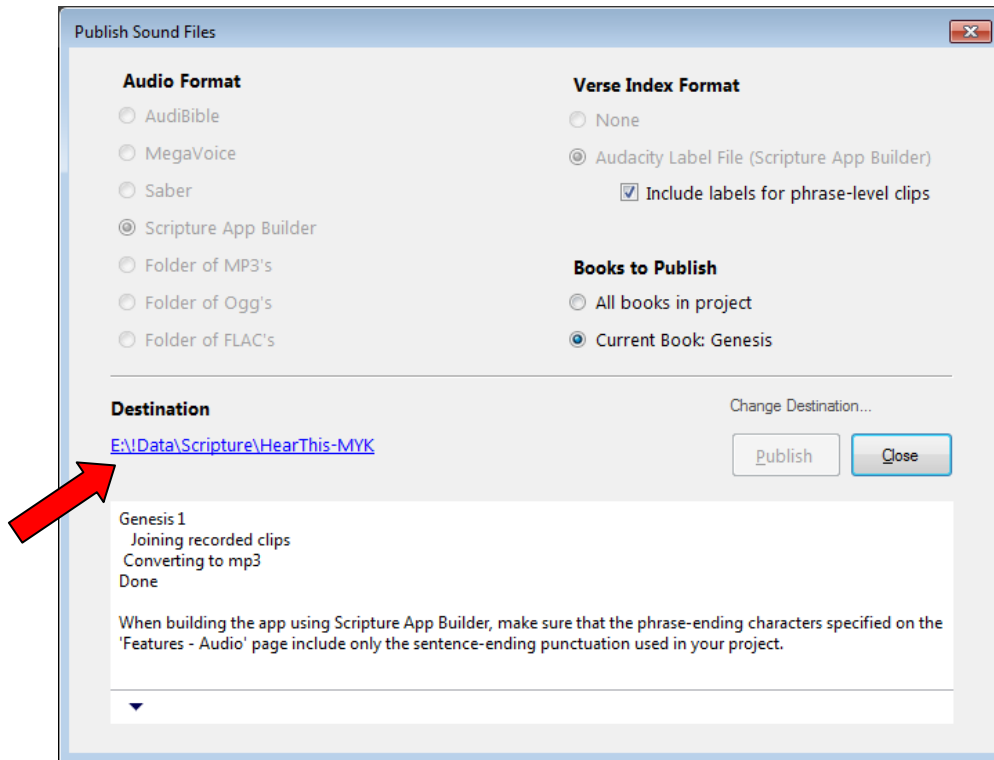 Publish Sound Files
Audio Format
AudiBible
MegaVoice
Saber
Scripture App Builder
Folder of MP3's
Folder of Ogg's
Folder of FLAC's
Verse Index Format
None
Audacity Label File (Scripture App Builder)
Include labels for phrase-level clips
Books to Publish
All books in project
Current Book: Genesis
Destination
E:\!Data\Scripture\HearThis-MYK
Change Destination...
Publish
Close
Genesis 1
Joining recorded clips
Converting to mp3
Done
When building the app using Scripture App Builder, make sure that the phrase-ending characters specified on the
'Features - Audio' page include only the sentence-ending punctuation used in your project.